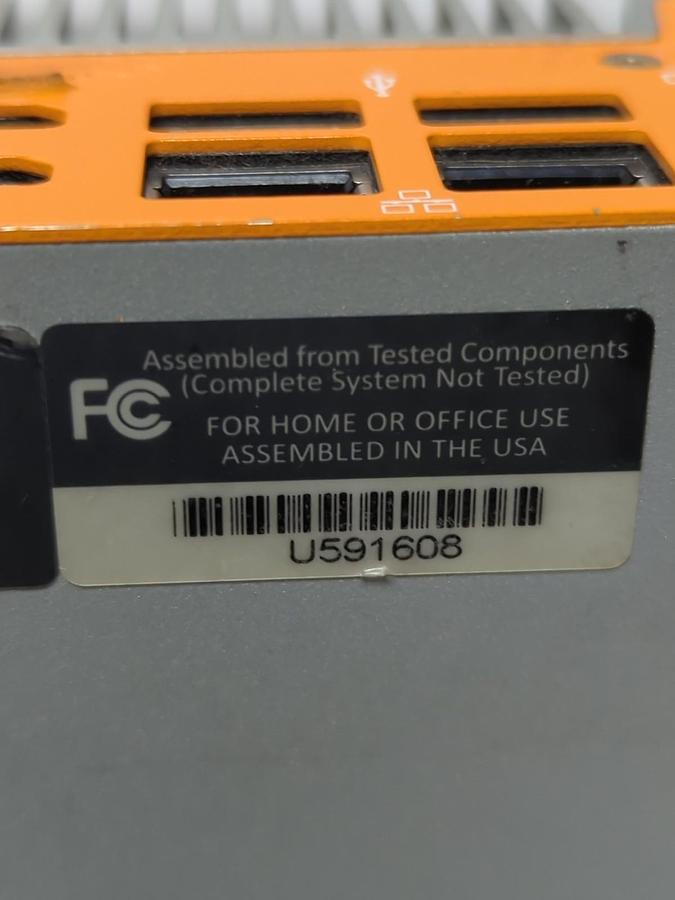 Assembled from Tested Components
(Complete System Not Tested)
FC
FOR HOME OR OFFICE USE
ASSEMBLED IN THE USA
U591608